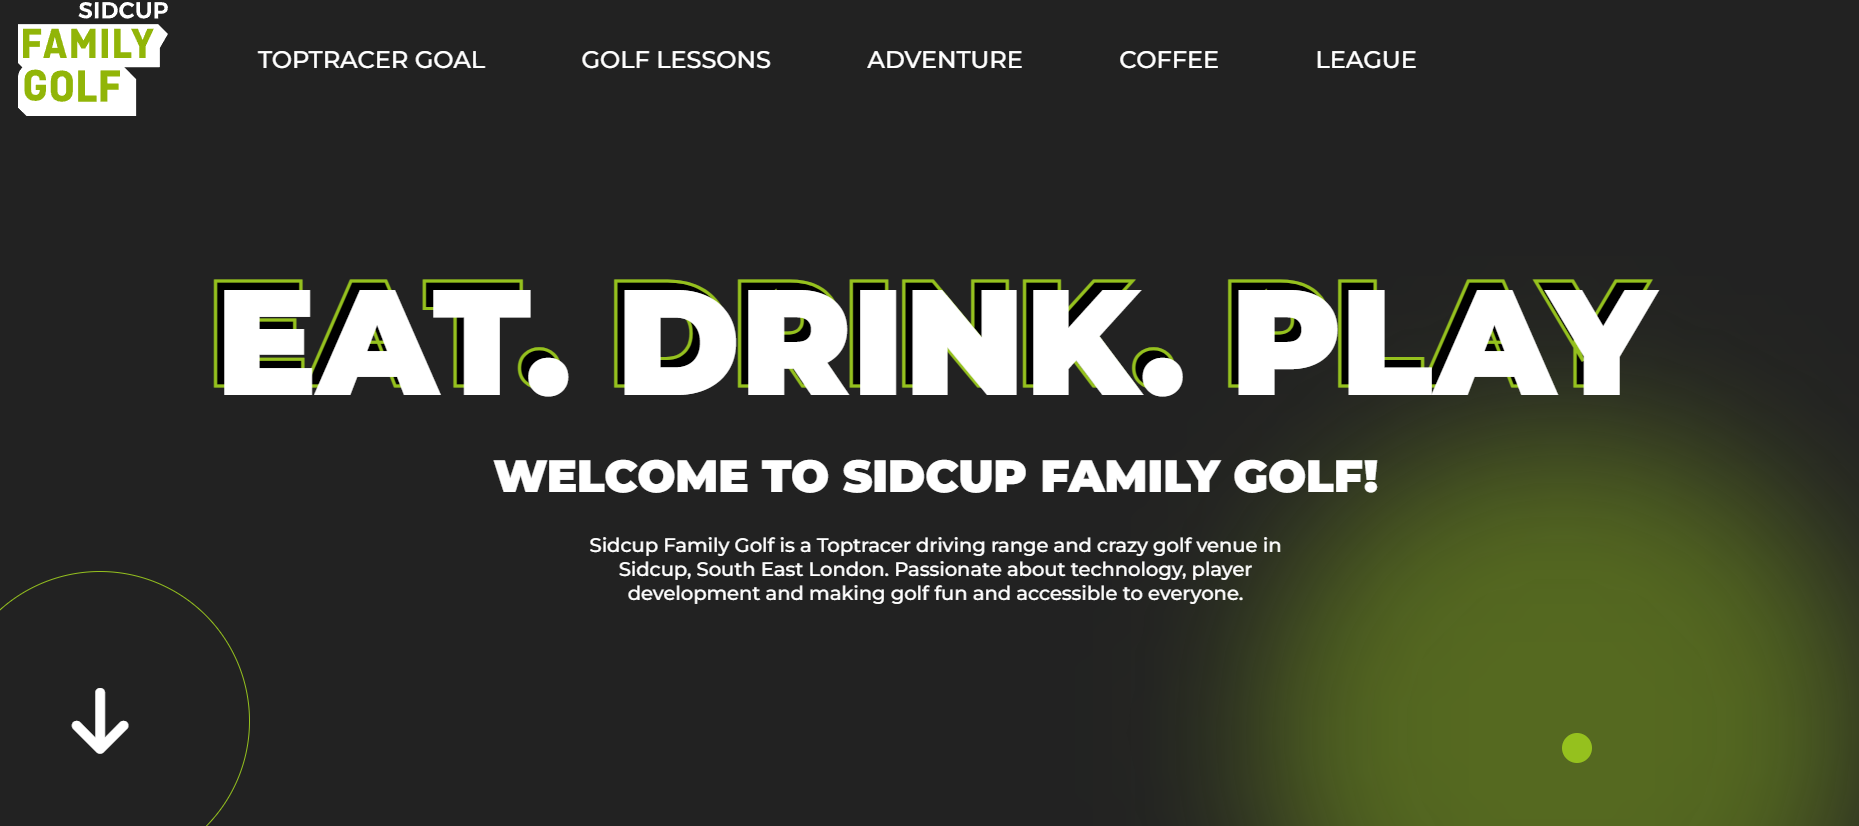 SIDCUP
FAMILY
GOLF
TOPTRACER GOAL
GOLF LESSONS
ADVENTURE
COFFEE
LEAGUE
EAT. DRINK. PLAY
WELCOME TO SIDCUP FAMILY GOLF!
Sidcup Family Golf is a Toptracer driving range and crazy golf venue in
Sidcup, South East London. Passionate about technology, player
development and making golf fun and accessible to everyone.